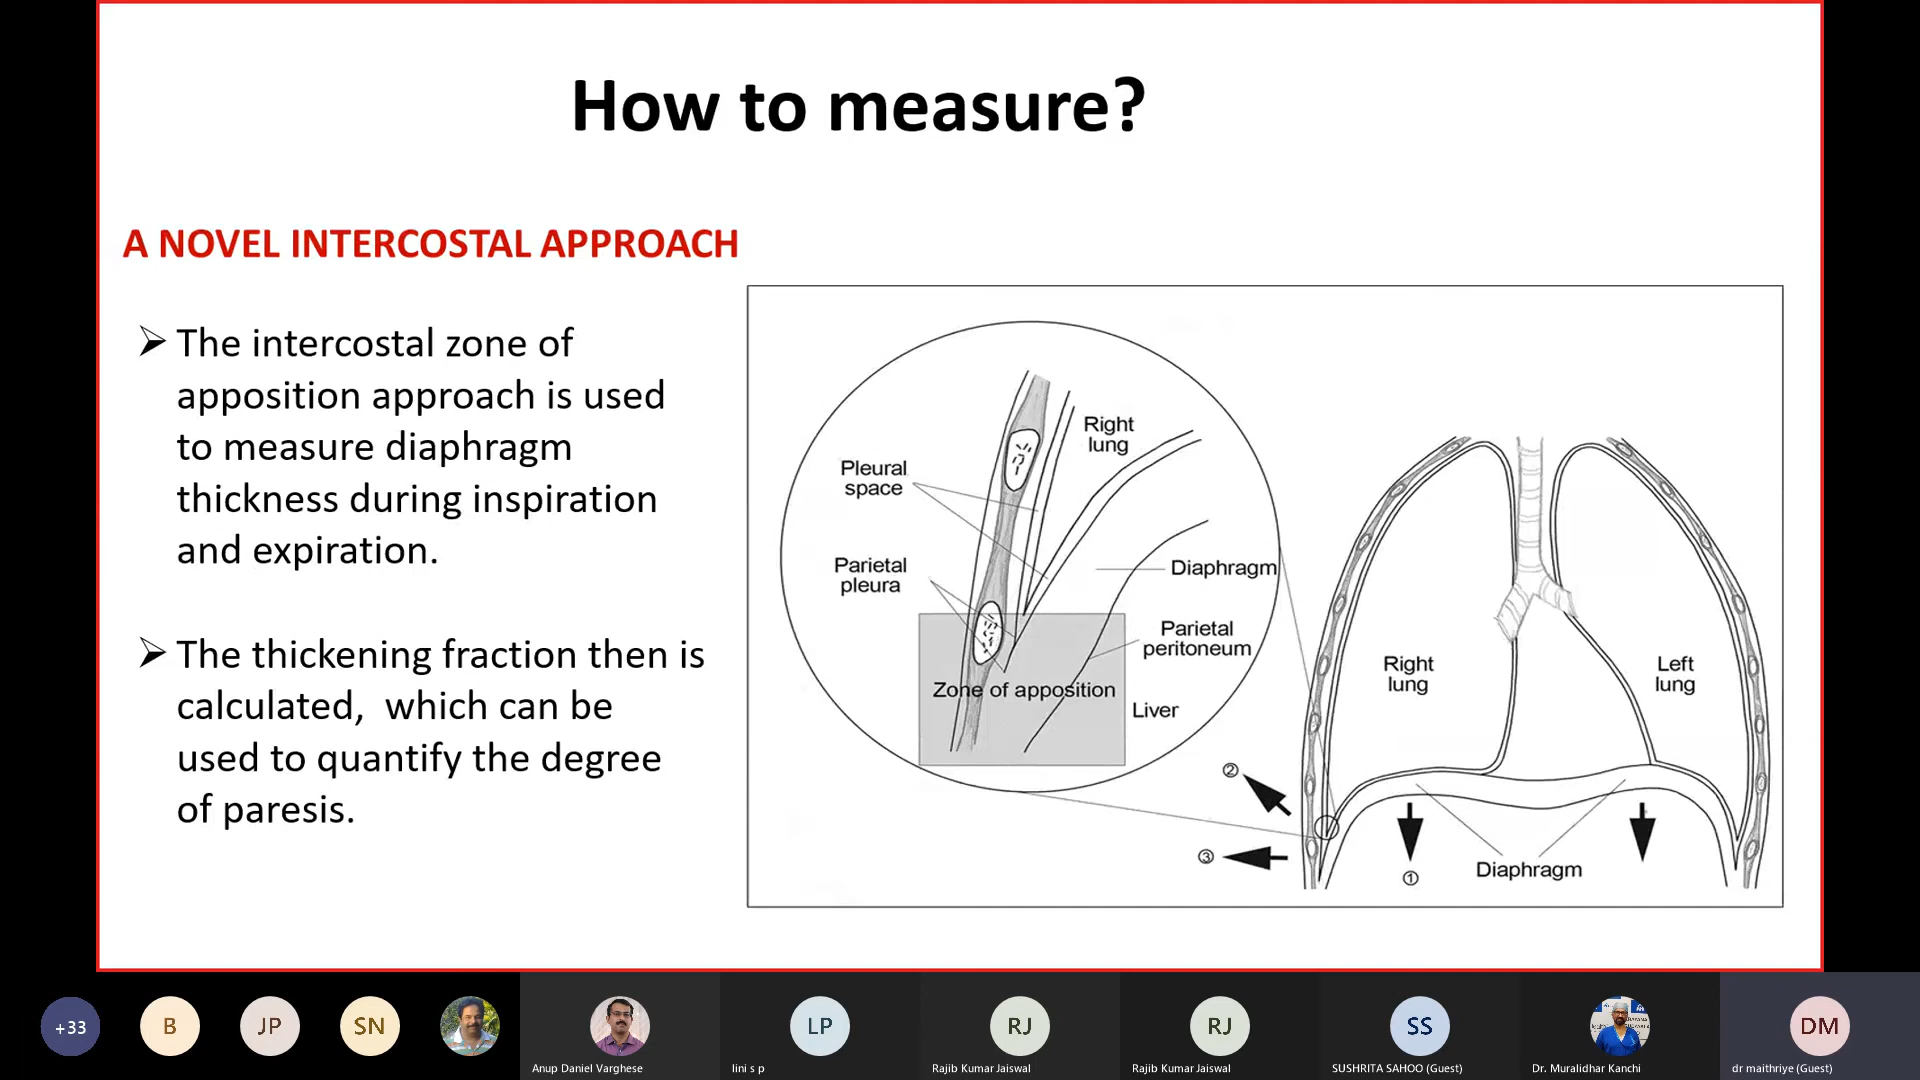 How to measure?
A NOVEL INTERCOSTAL APPROACH
➢ The intercostal zone of
apposition approach is used
to measure diaphragm
thickness during inspiration
and expiration.
➢ The thickening fraction then is
calculated,  which can be
used to quantify the degree
of paresis.
Right
lung
Pleural
space
Parietal
pleura
Diaphragm
Parietal
peritoneum
Zone of apposition
Liver
Right
lung
Left
lung
②
③
①
Diaphragm
+33
B
JP
SN
LP
RJ
RJ
SS
DM
Anup Daniel Varghese
lini s p
Rajib Kumar Jaiswal
Rajib Kumar Jaiswal
SUSHRITA SAHOO (Guest)
Dr. Muralidhar Kanchi
dr maithriye (Guest)